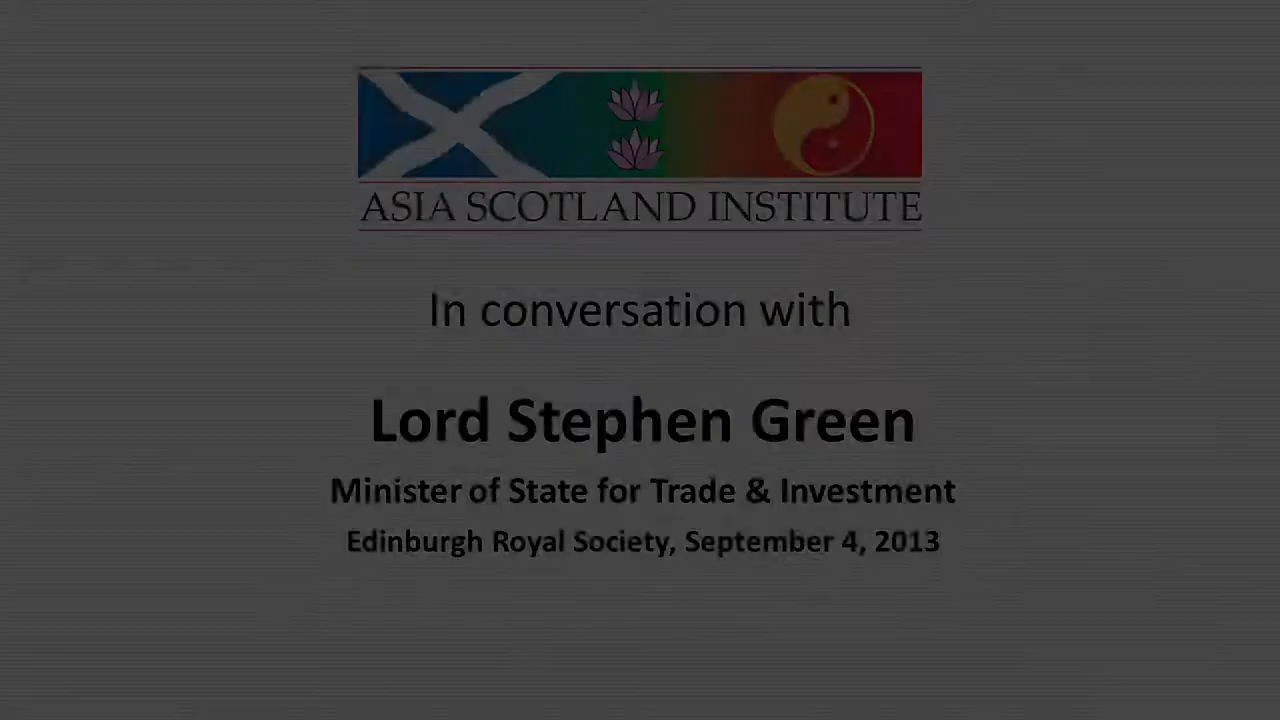 ASIA SCOTLAND INSTITUTE
In conversation with
Lord Stephen Green
Minister of State for Trade & Investment
Edinburgh Royal Society, September 4, 2013